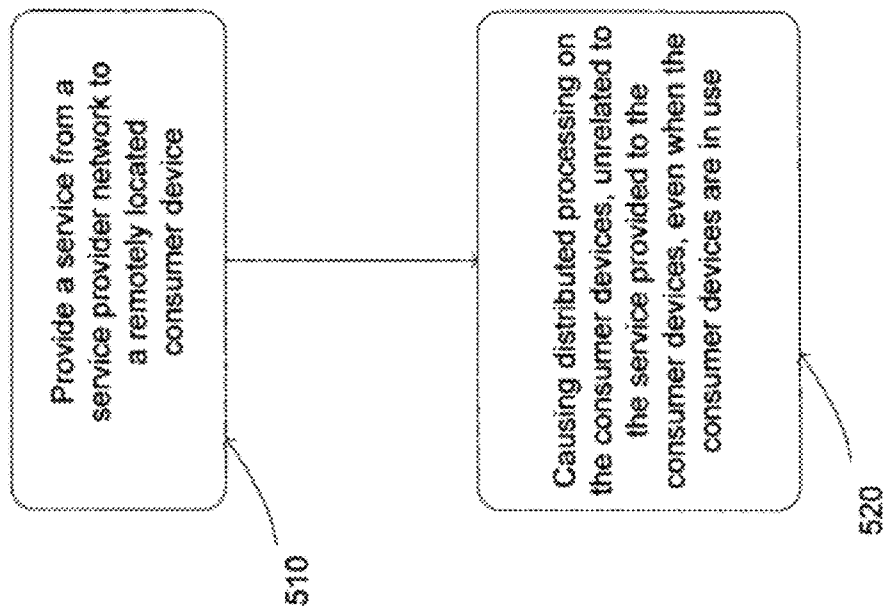 Provide a service from a
service provider network to
a remotely located
consumer device
510
Causing distributed processing on
the consumer devices, unrelated to
the service provided to the
consumer devices, even when the
consumer devices are in use
520